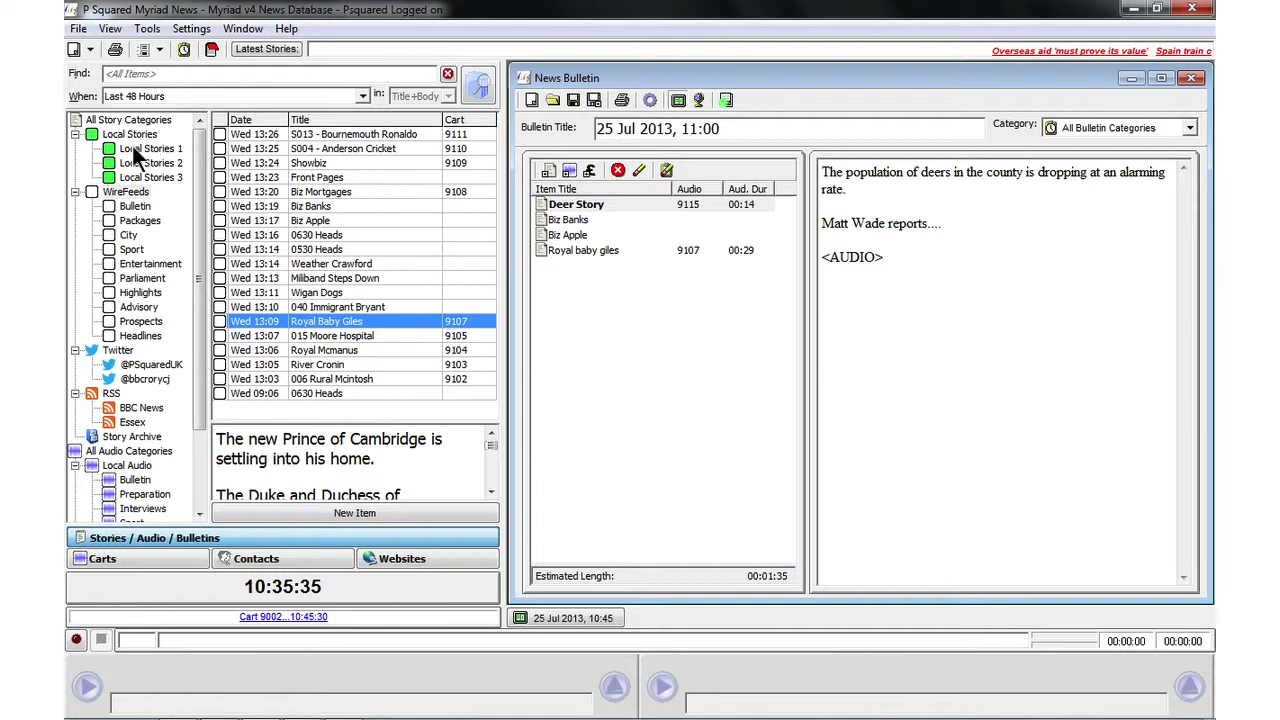 P Squared Myriad News - Myriad v4 News Database - Psquared Logged on
File View Tools Settings Window Help
Latest Stories:
Overseas aid 'must prove its value' Spain train c
Find: <All Items>
When: Last 48 Hours in: Title+Body
All Story Categories
Local Stories
Local Stories 1
Local Stories 2
Local Stories 3
WireFeeds
Bulletin
Packages
City
Sport
Entertainment
Parliament
Highlights
Advisory
Prospects
Headlines
Twitter
@PSquaredUK
@bbcrorycj
RSS
BBC News
Essex
Story Archive
All Audio Categories
Local Audio
Bulletin
Preparation
Interviews
Date Title Cart
Wed 13:26 S013 - Bournemouth Ronaldo 9111
Wed 13:25 S004 - Anderson Cricket 9110
Wed 13:24 Showbiz 9109
Wed 13:23 Front Pages
Wed 13:20 Biz Mortgages 9108
Wed 13:19 Biz Banks
Wed 13:17 Biz Apple
Wed 13:16 0630 Heads
Wed 13:14 0530 Heads
Wed 13:14 Weather Crawford
Wed 13:13 Miliband Steps Down
Wed 13:11 Wigan Dogs
Wed 13:10 040 Immigrant Bryant
Wed 13:09 Royal Baby Giles 9107
Wed 13:07 015 Moore Hospital 9105
Wed 13:06 Royal Mcmanus 9104
Wed 13:05 River Cronin 9103
Wed 13:03 006 Rural Mcintosh 9102
Wed 09:06 0630 Heads
The new Prince of Cambridge is
settling into his home.
The Duke and Duchess of
New Item
Stories / Audio / Bulletins
Carts Contacts Websites
10:35:35
Cart 9002...10:45:30
News Bulletin
Bulletin Title: 25 Jul 2013, 11:00 Category: All Bulletin Categories
Item Title Audio Aud. Dur
Deer Story 9115 00:14
Biz Banks
Biz Apple
Royal baby giles 9107 00:29
Estimated Length: 00:01:35
The population of deers in the county is dropping at an alarming
rate.
Matt Wade reports....
<AUDIO>
25 Jul 2013, 10:45
00:00:00 00:00:00